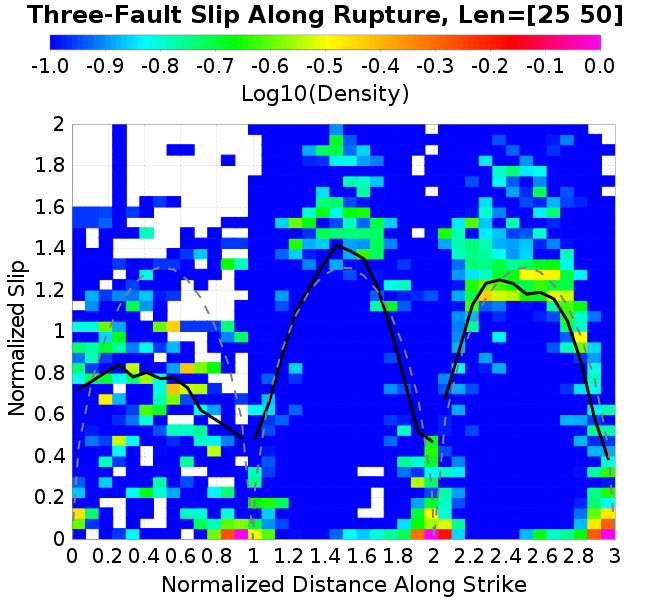 Three-Fault Slip Along Rupture, Len=[25 50]
-1.0 -0.9 -0.8 -0.7 -0.6 -0.5 -0.4 -0.3 -0.2 -0.1 0.0
Log10(Density)
2
1.8
1.6
1.4
1.2
1
0.8
0.6
0.4
0.2
0
Normalized Slip
0 0.2 0.4 0.6 0.8 1 1.2 1.4 1.6 1.8 2 2.2 2.4 2.6 2.8 3
Normalized Distance Along Strike